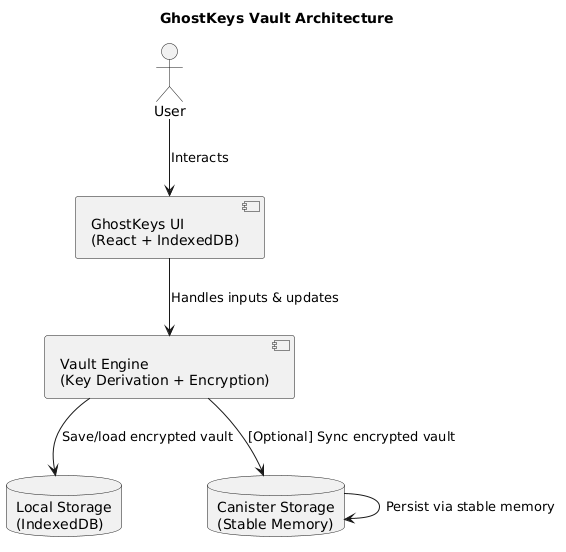 GhostKeys Vault Architecture
User
Interacts
GhostKeys UI
(React + IndexedDB)
Handles inputs & updates
Vault Engine
(Key Derivation + Encryption)
Save/load encrypted vault
[Optional] Sync encrypted vault
Local Storage
(IndexedDB)
Canister Storage
(Stable Memory)
Persist via stable memory